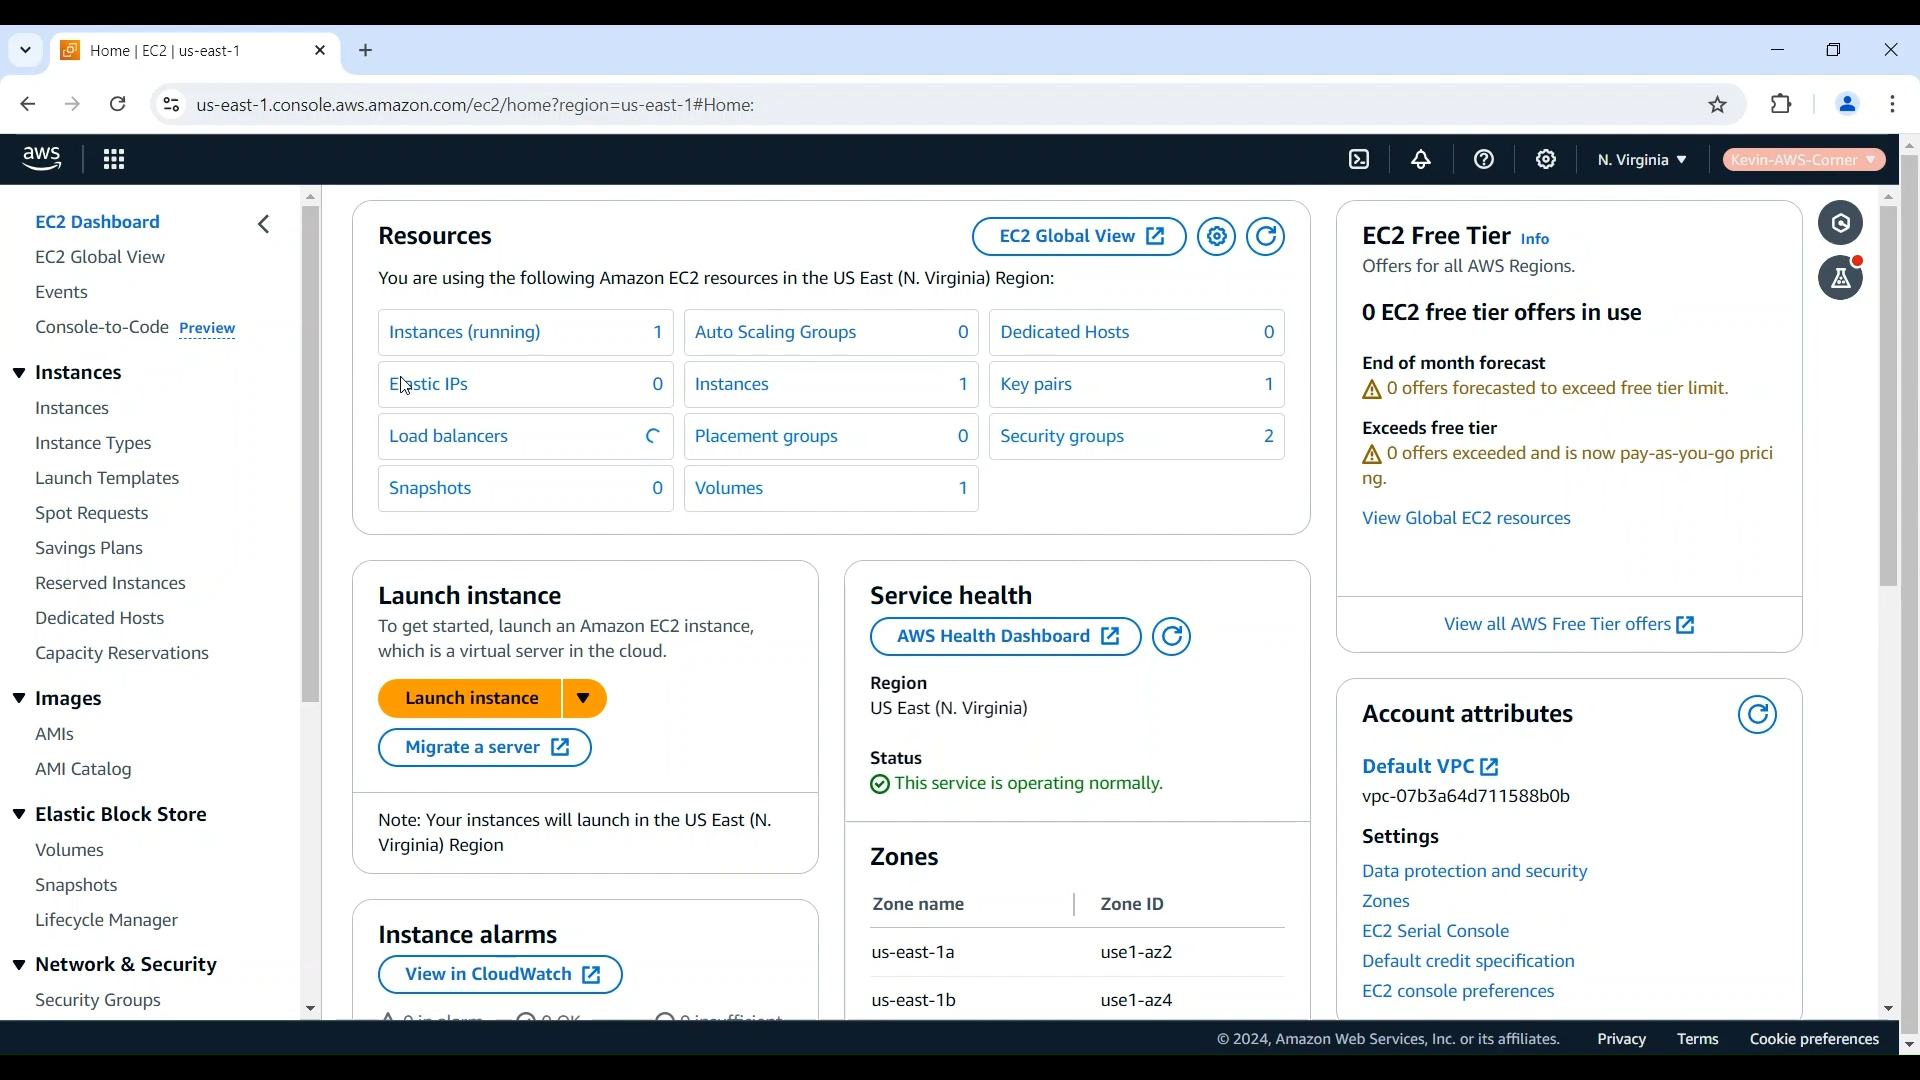 Home | EC2 | us-east-1
us-east-1.console.aws.amazon.com/ec2/home?region=us-east-1#Home:
aws
N. Virginia
Kevin-AWS-Corner
EC2 Dashboard
EC2 Global View
Events
Console-to-Code Preview
Instances
Instances
Instance Types
Launch Templates
Spot Requests
Savings Plans
Reserved Instances
Dedicated Hosts
Capacity Reservations
Images
AMIs
AMI Catalog
Elastic Block Store
Volumes
Snapshots
Lifecycle Manager
Network & Security
Security Groups
Resources
EC2 Global View
You are using the following Amazon EC2 resources in the US East (N. Virginia) Region:
Instances (running) 1
Auto Scaling Groups 0
Dedicated Hosts 0
Elastic IPs 0
Instances 1
Key pairs 1
Load balancers
Placement groups 0
Security groups 2
Snapshots 0
Volumes 1
Launch instance
To get started, launch an Amazon EC2 instance,
which is a virtual server in the cloud.
Launch instance
Migrate a server
Note: Your instances will launch in the US East (N.
Virginia) Region
Instance alarms
View in CloudWatch
0 in alarm
0 OK
0 insufficient
Service health
AWS Health Dashboard
Region
US East (N. Virginia)
Status
This service is operating normally.
Zones
Zone name
Zone ID
us-east-1a
use1-az2
us-east-1b
use1-az4
EC2 Free Tier Info
Offers for all AWS Regions.
0 EC2 free tier offers in use
End of month forecast
0 offers forecasted to exceed free tier limit.
Exceeds free tier
0 offers exceeded and is now pay-as-you-go prici
ng.
View Global EC2 resources
View all AWS Free Tier offers
Account attributes
Default VPC
vpc-07b3a64d711588b0b
Settings
Data protection and security
Zones
EC2 Serial Console
Default credit specification
EC2 console preferences
© 2024, Amazon Web Services, Inc. or its affiliates.
Privacy
Terms
Cookie preferences